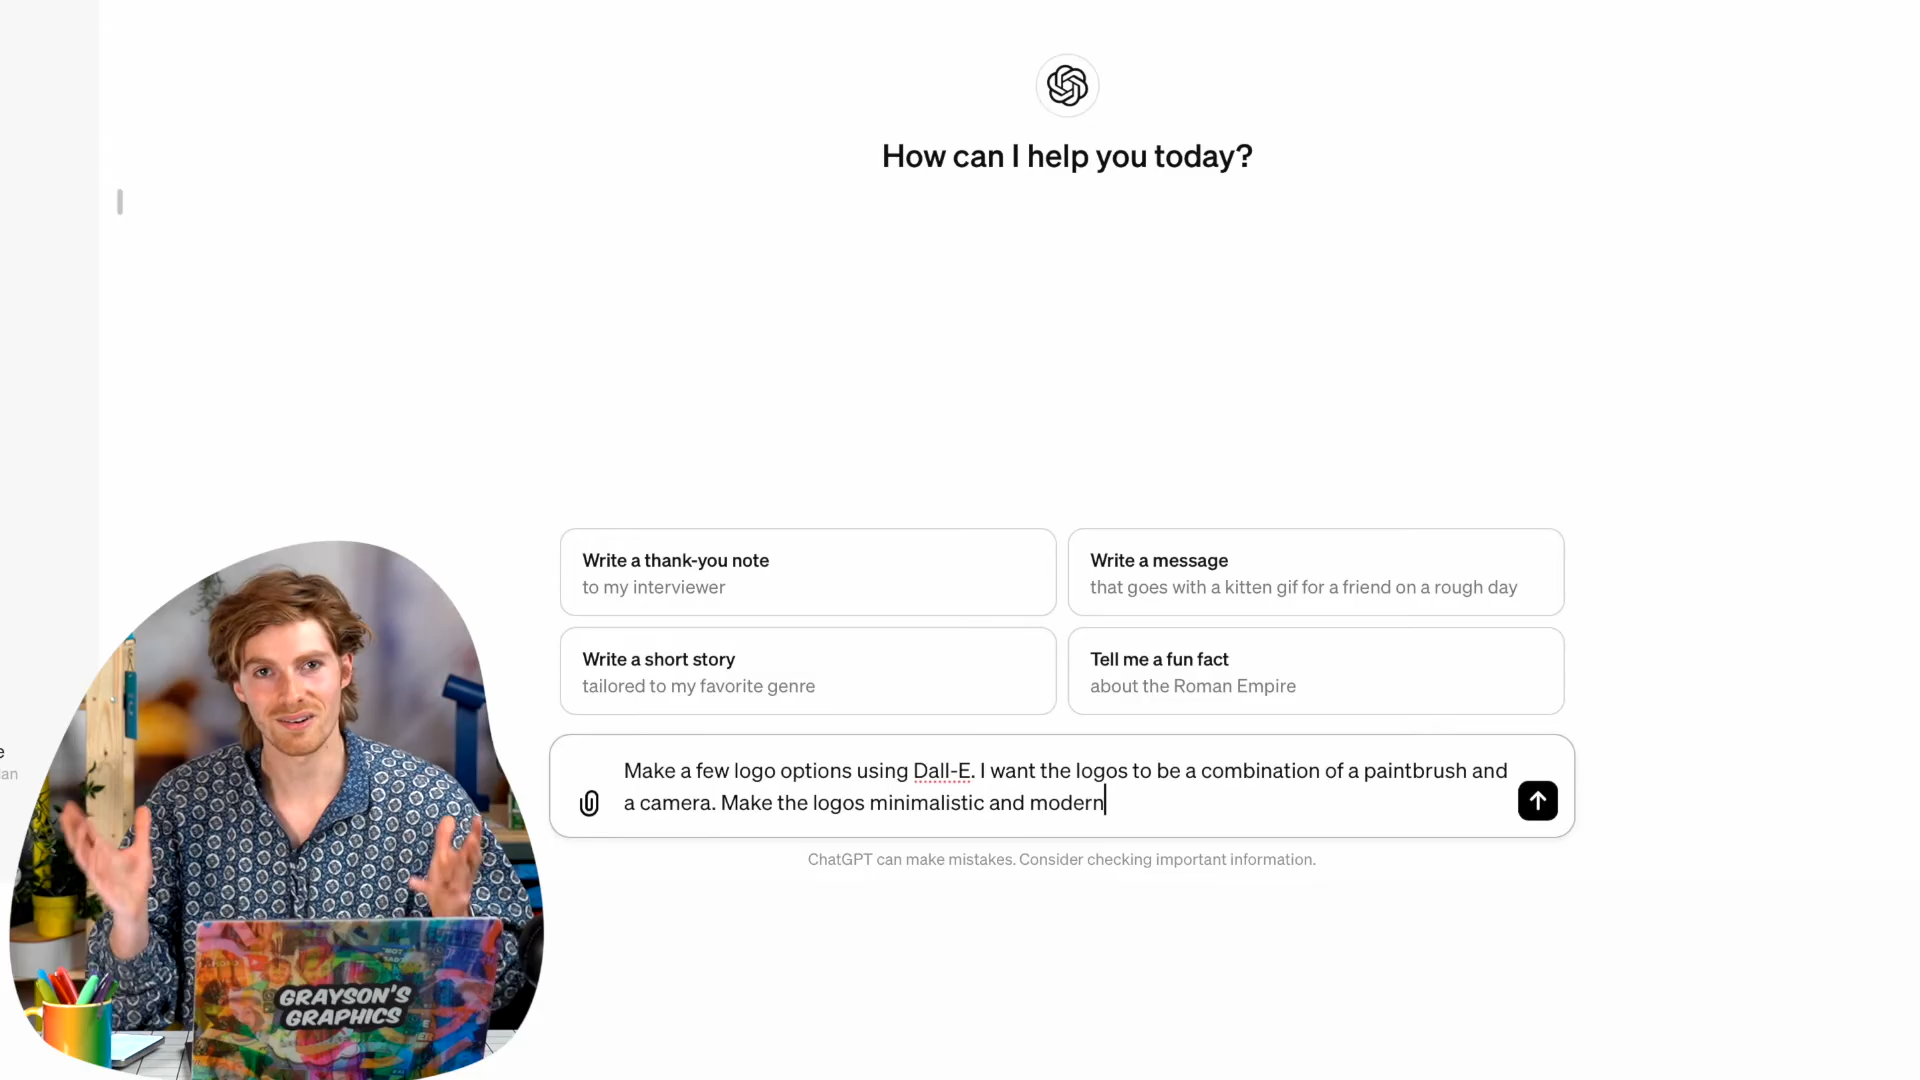 How can I help you today?
Write a thank-you note
to my interviewer
Write a message
that goes with a kitten gif for a friend on a rough day
Write a short story
tailored to my favorite genre
Tell me a fun fact
about the Roman Empire
e
an
Make a few logo options using Dall-E. I want the logos to be a combination of a paintbrush and
a camera. Make the logos minimalistic and modern
ChatGPT can make mistakes. Consider checking important information.
GRAYSON'S
GRAPHICS